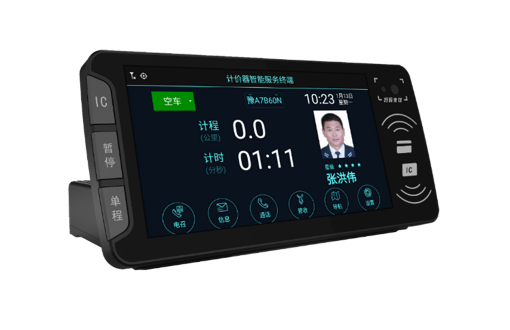 计价器智能服务终端
空车
豫A7B60N
10:23
1月13日
星期一
计程
(公里)
0.0
计时
(分秒)
01:11
张洪伟
电召
信息
通话
导航
设置
IC
暂停
单程
IC